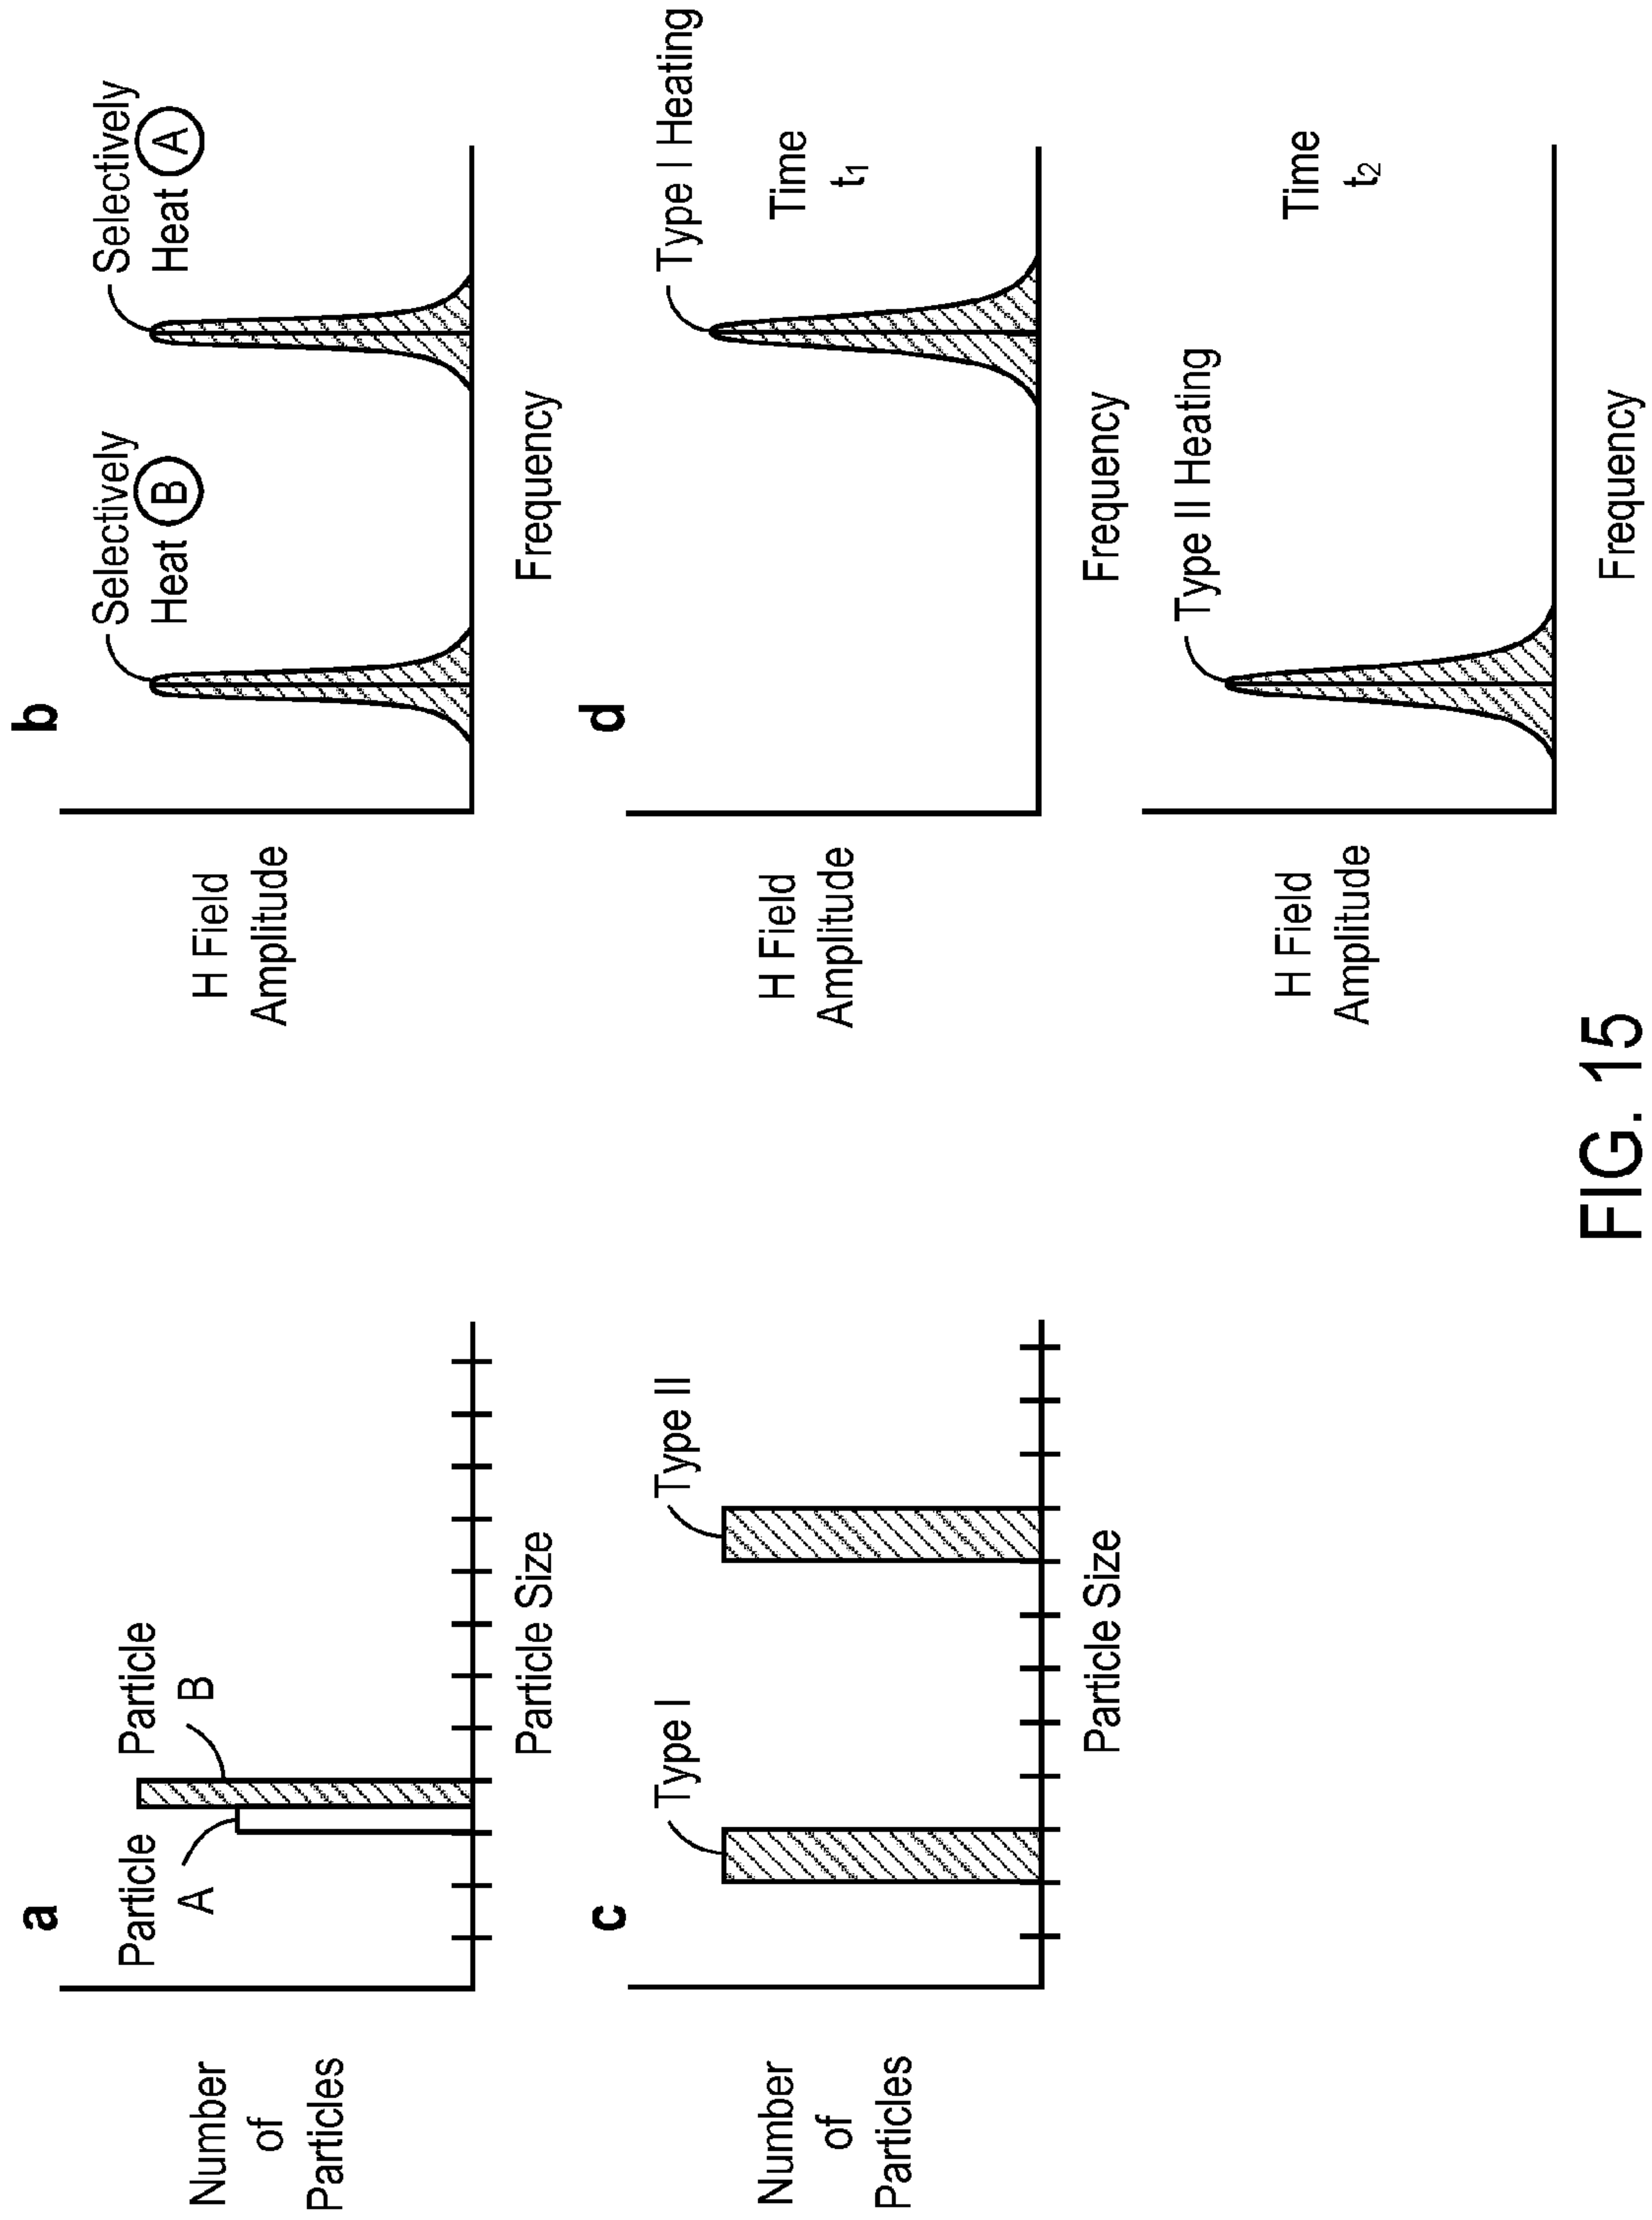 a
Particle
A
Particle
B
Number
of
Particles
Particle Size
b
Selectively
Heat B
Selectively
Heat A
H Field
Amplitude
Frequency
c
Type I
Type II
Number
of
Particles
Particle Size
d
Type I Heating
Time
t₁
H Field
Amplitude
Frequency
Type II Heating
Time
t₂
H Field
Amplitude
Frequency
FIG. 15